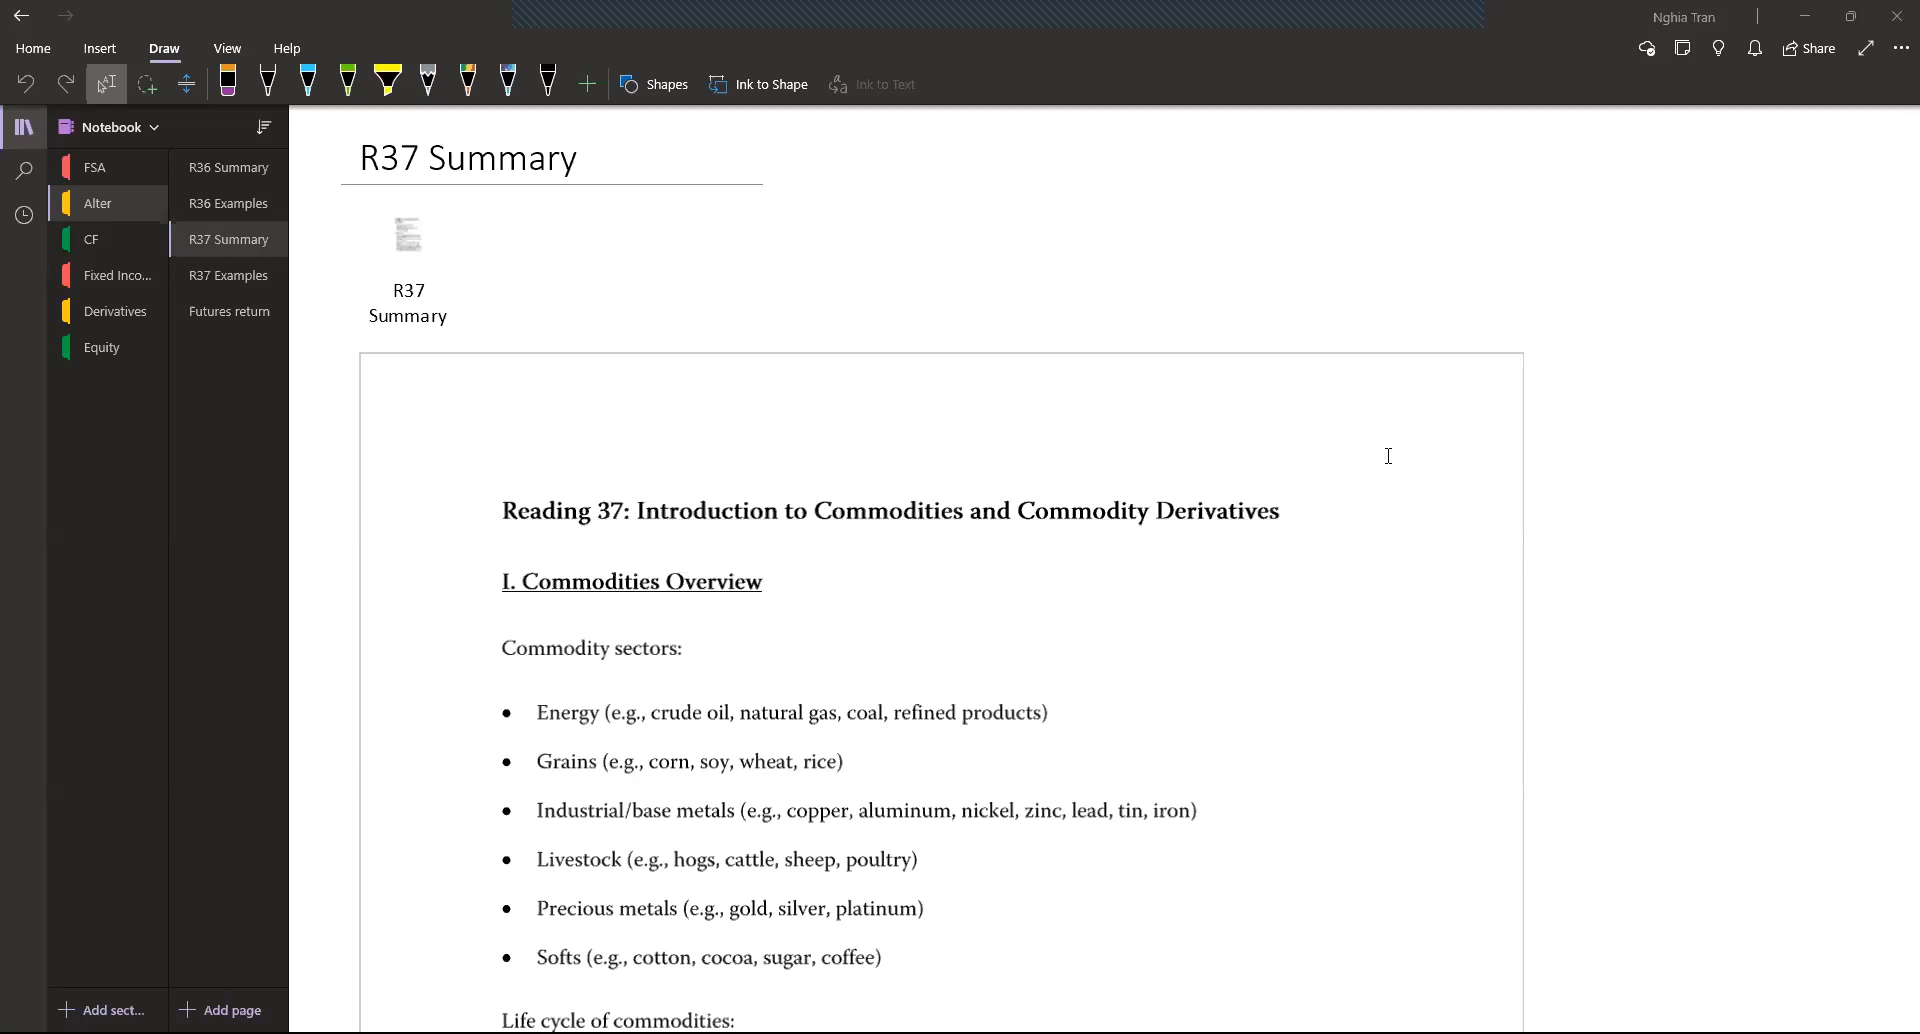 Nghia Tran
Home Insert Draw View Help
Share
Shapes Ink to Shape Ink to Text
Notebook
FSA
Alter
CF
Fixed Inco...
Derivatives
Equity
R36 Summary
R36 Examples
R37 Summary
R37 Examples
Futures return
Add sect...
Add page
R37 Summary
R37
Summary
Reading 37: Introduction to Commodities and Commodity Derivatives
I. Commodities Overview
Commodity sectors:
• Energy (e.g., crude oil, natural gas, coal, refined products)
• Grains (e.g., corn, soy, wheat, rice)
• Industrial/base metals (e.g., copper, aluminum, nickel, zinc, lead, tin, iron)
• Livestock (e.g., hogs, cattle, sheep, poultry)
• Precious metals (e.g., gold, silver, platinum)
• Softs (e.g., cotton, cocoa, sugar, coffee)
Life cycle of commodities: